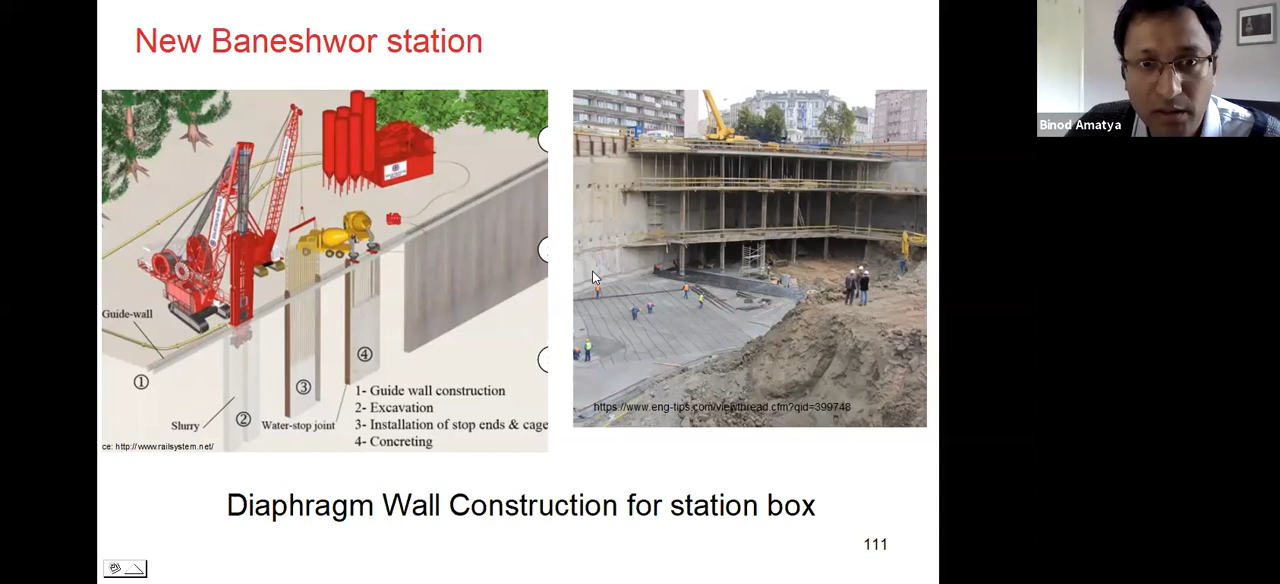 New Baneshwor station
Binod Amatya
Guide-wall
①
②
③
④
Slurry
Water-stop joint
1- Guide wall construction
2- Excavation
3- Installation of stop ends & cage
4- Concreting
ce: http://www.railsystem.net/
https://www.eng-tips.com/viewthread.cfm?qid=399748
Diaphragm Wall Construction for station box
111